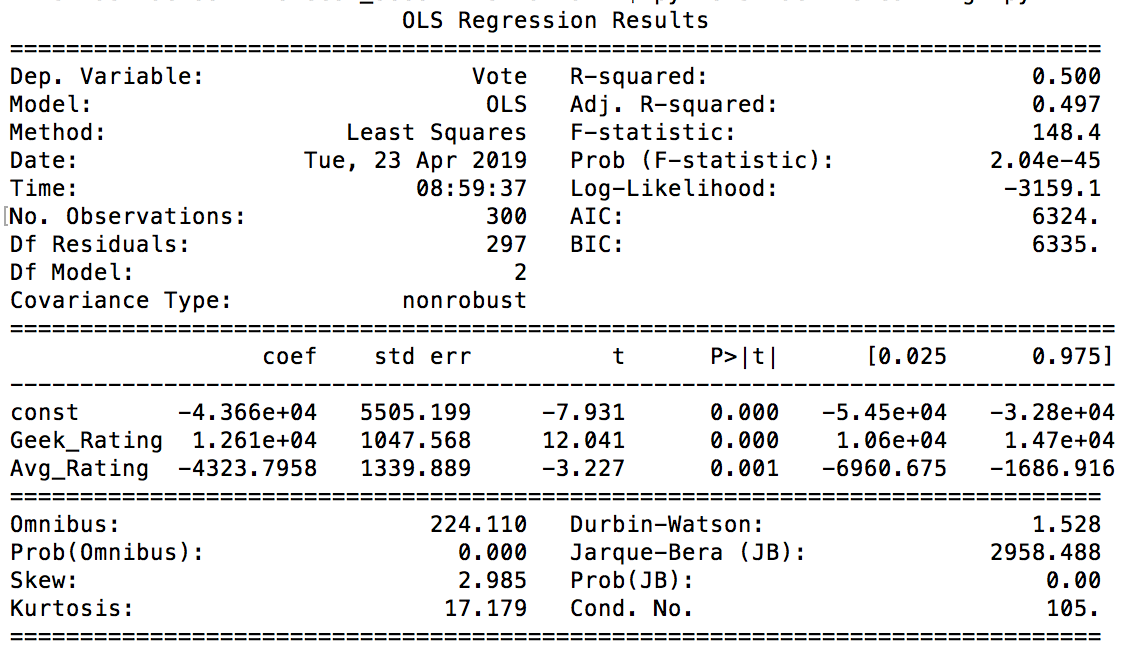 OLS Regression Results
==============================================================================
Dep. Variable: Vote R-squared: 0.500
Model: OLS Adj. R-squared: 0.497
Method: Least Squares F-statistic: 148.4
Date: Tue, 23 Apr 2019 Prob (F-statistic): 2.04e-45
Time: 08:59:37 Log-Likelihood: -3159.1
No. Observations: 300 AIC: 6324.
Df Residuals: 297 BIC: 6335.
Df Model: 2
Covariance Type: nonrobust
===============================================================================
coef std err t P>|t| [0.025 0.975]
-------------------------------------------------------------------------------
const -4.366e+04 5505.199 -7.931 0.000 -5.45e+04 -3.28e+04
Geek_Rating 1.261e+04 1047.568 12.041 0.000 1.06e+04 1.47e+04
Avg_Rating -4323.7958 1339.889 -3.227 0.001 -6960.675 -1686.916
==============================================================================
Omnibus: 224.110 Durbin-Watson: 1.528
Prob(Omnibus): 0.000 Jarque-Bera (JB): 2958.488
Skew: 2.985 Prob(JB): 0.00
Kurtosis: 17.179 Cond. No. 105.
==============================================================================